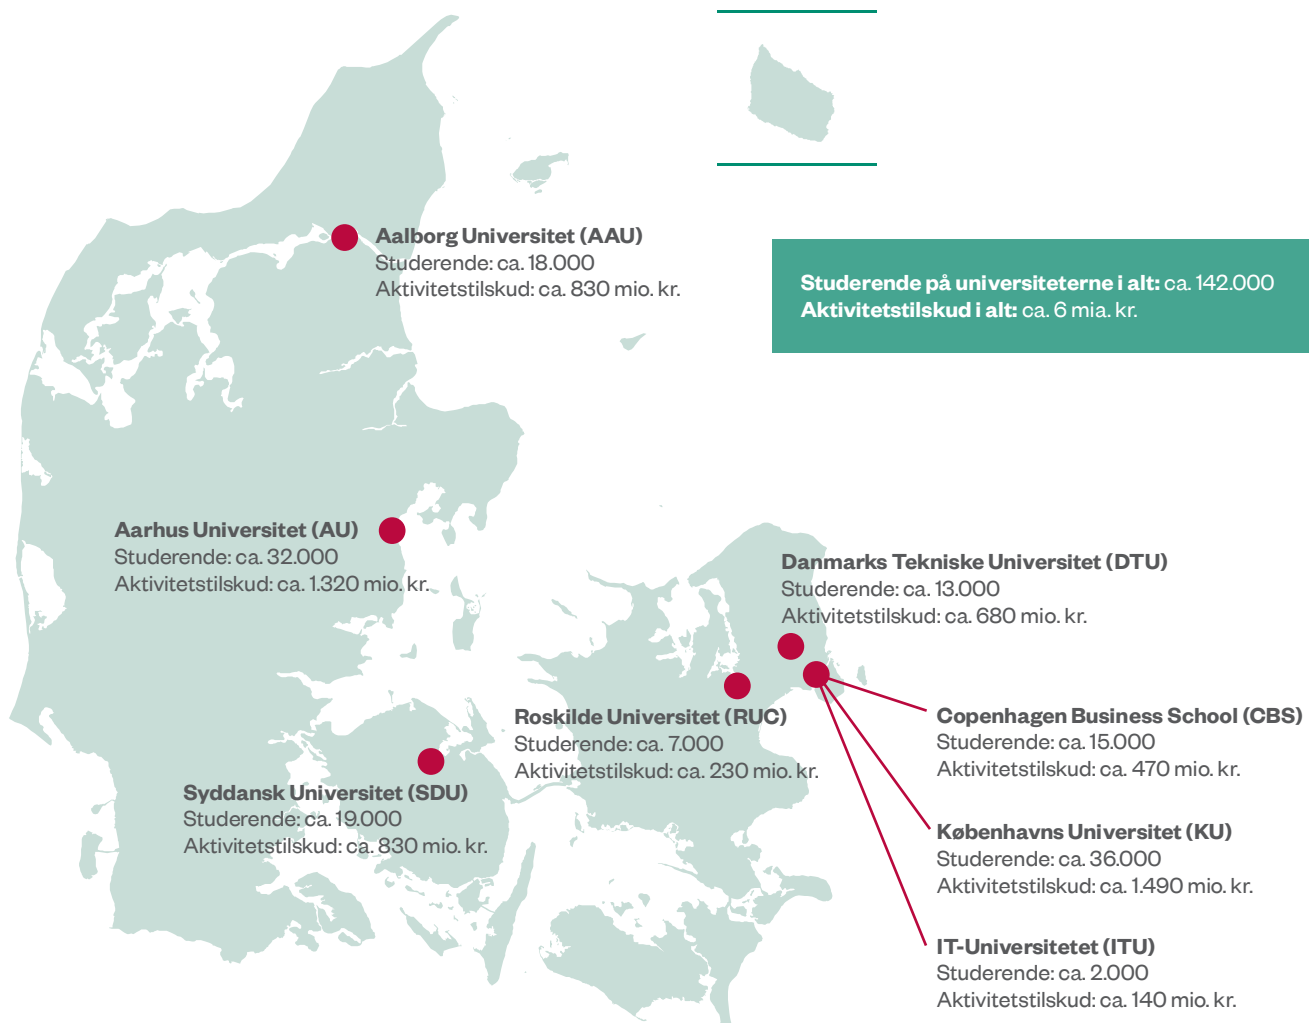 Aalborg Universitet (AAU)
Studerende: ca. 18.000
Aktivitetstilskud: ca. 830 mio. kr.
Studerende på universiteterne i alt: ca. 142.000
Aktivitetstilskud i alt: ca. 6 mia. kr.
Aarhus Universitet (AU)
Studerende: ca. 32.000
Aktivitetstilskud: ca. 1.320 mio. kr.
Danmarks Tekniske Universitet (DTU)
Studerende: ca. 13.000
Aktivitetstilskud: ca. 680 mio. kr.
Roskilde Universitet (RUC)
Studerende: ca. 7.000
Aktivitetstilskud: ca. 230 mio. kr.
Copenhagen Business School (CBS)
Studerende: ca. 15.000
Aktivitetstilskud: ca. 470 mio. kr.
Syddansk Universitet (SDU)
Studerende: ca. 19.000
Aktivitetstilskud: ca. 830 mio. kr.
Københavns Universitet (KU)
Studerende: ca. 36.000
Aktivitetstilskud: ca. 1.490 mio. kr.
IT-Universitetet (ITU)
Studerende: ca. 2.000
Aktivitetstilskud: ca. 140 mio. kr.